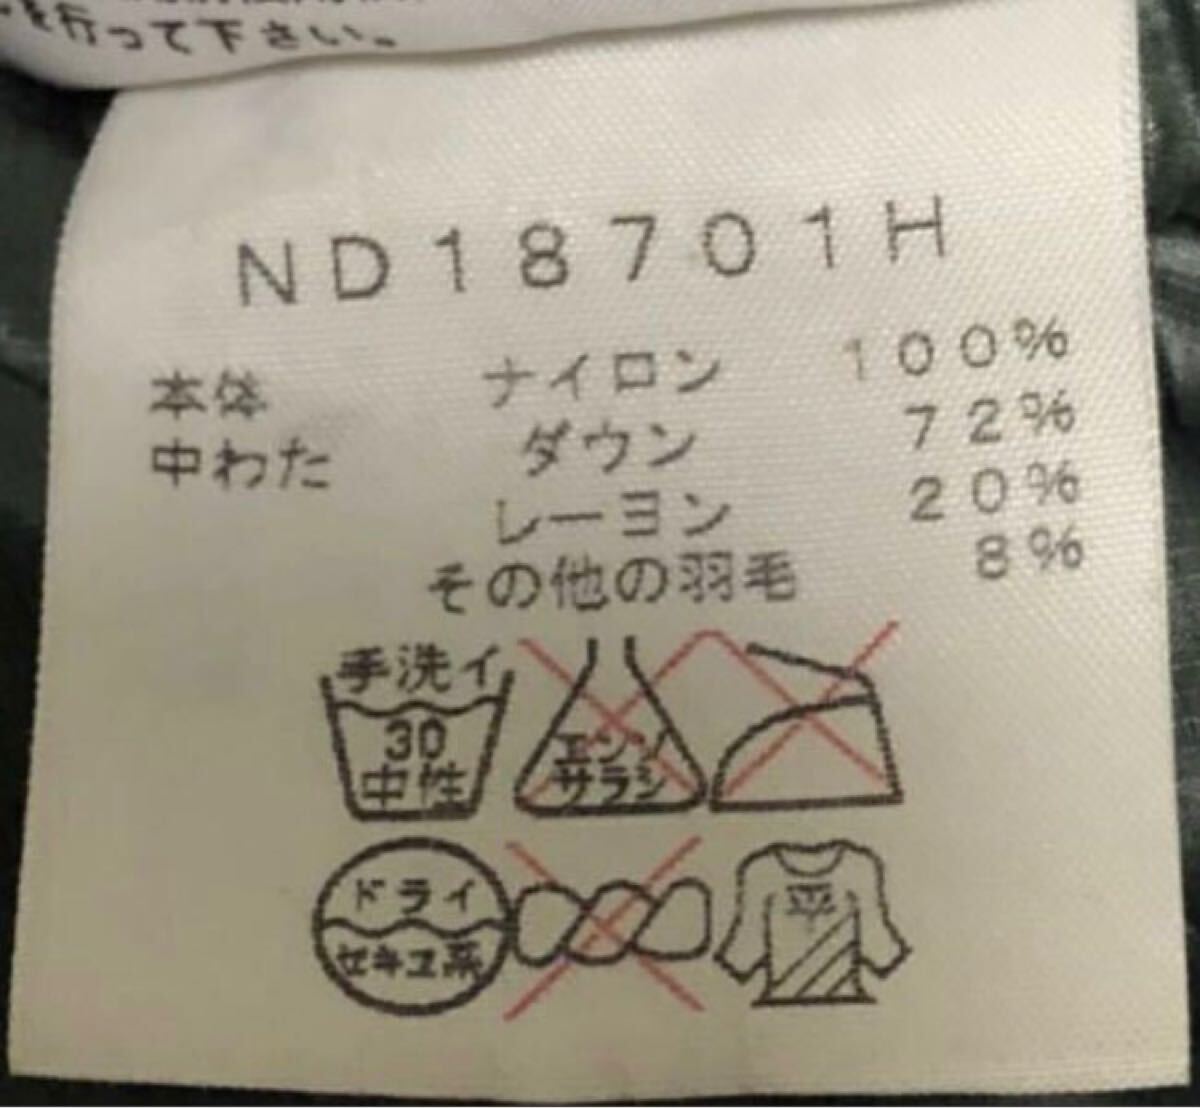 を行って下さい。
ND18701H
本体 ナイロン 100%
中わた ダウン 72%
レーヨン 20%
その他の羽毛 8%
手洗イ
30
中性
エンソ
サラシ
ドライ
セキユ系
平